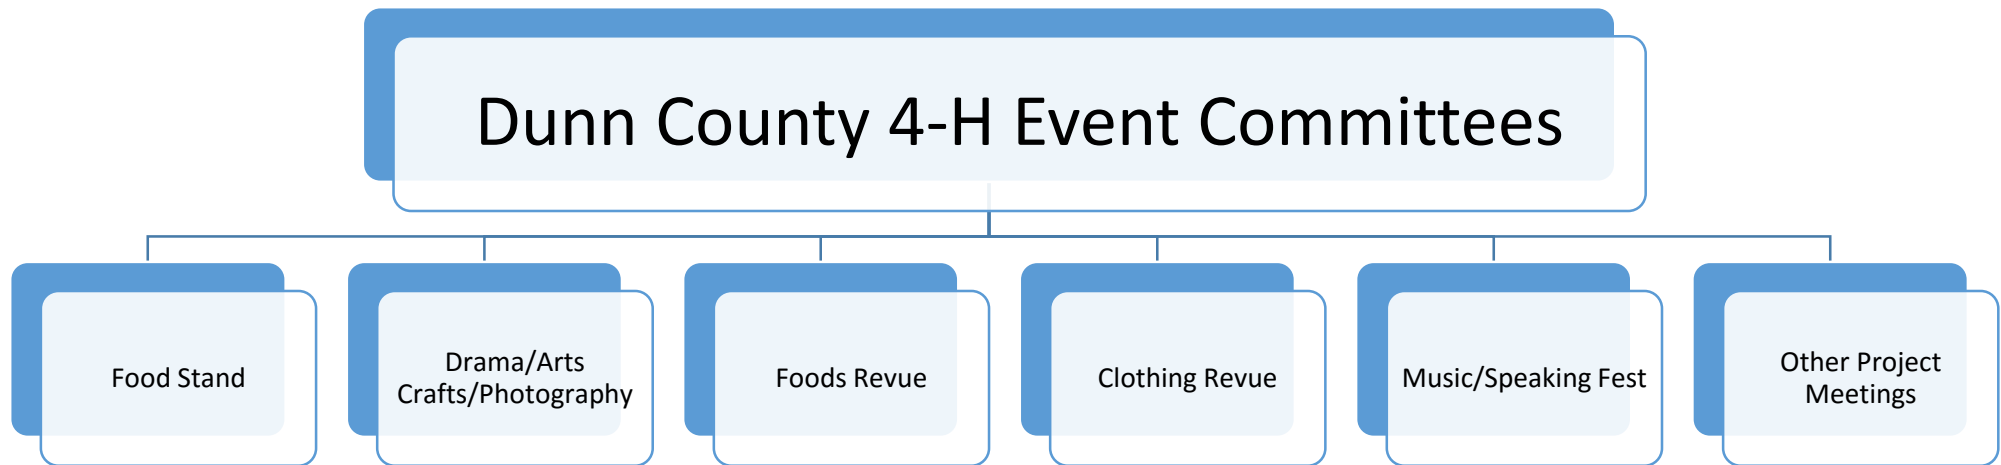 Dunn County 4-H Event Committees
Food Stand
Drama/Arts
Crafts/Photography
Foods Revue
Clothing Revue
Music/Speaking Fest
Other Project
Meetings